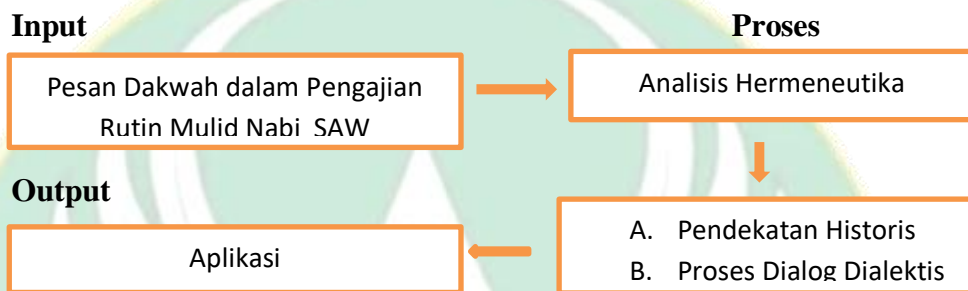 Input
Proses
Pesan Dakwah dalam Pengajian
Rutin Mulid Nabi SAW
Analisis Hermeneutika
A. Pendekatan Historis
B. Proses Dialog Dialektis
Output
Aplikasi